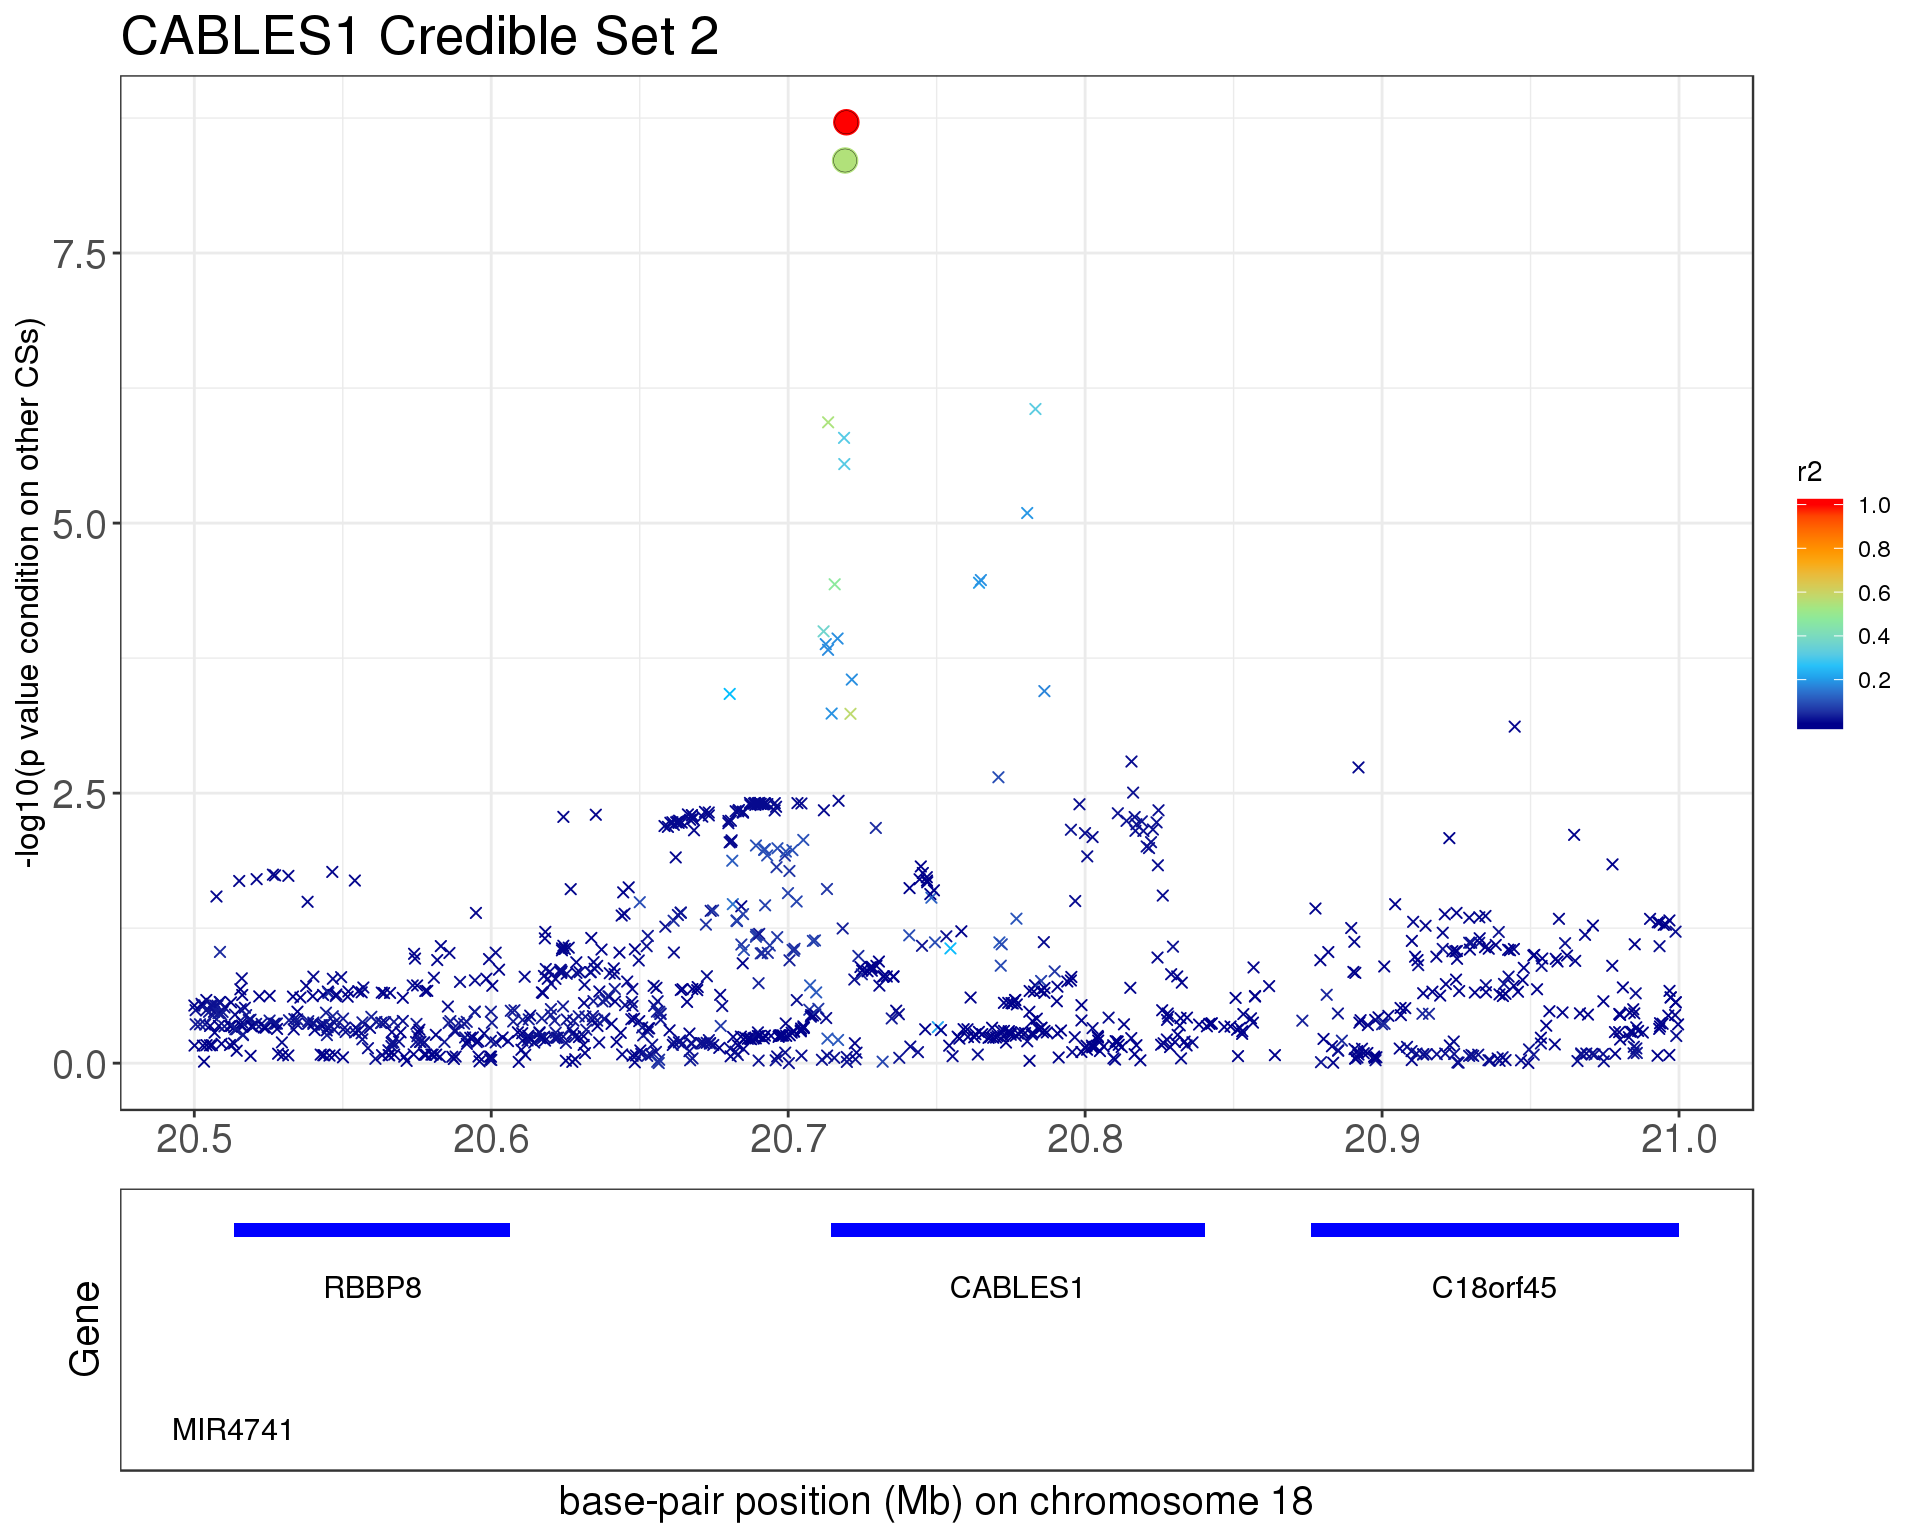 CABLES1 Credible Set 2
-log10(p value condition on other CSs)
7.5
5.0
2.5
0.0
20.5 20.6 20.7 20.8 20.9 21.0
r2
1.0
0.8
0.6
0.4
0.2
Gene
RBBP8 CABLES1 C18orf45
MIR4741
base-pair position (Mb) on chromosome 18